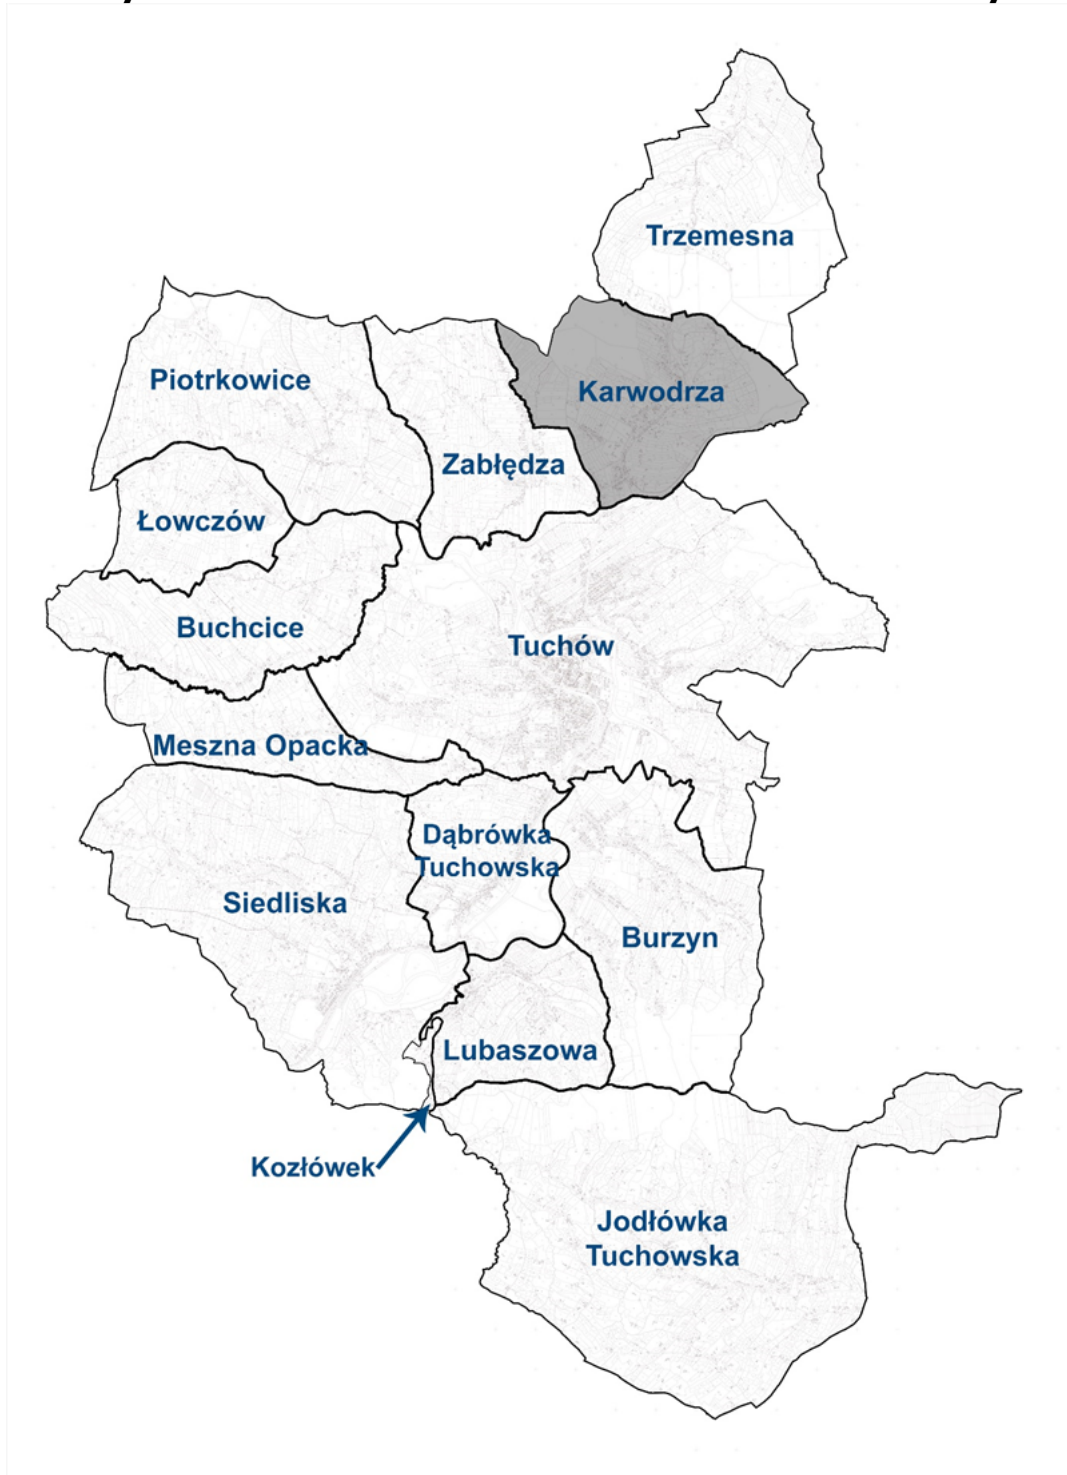 Trzemesna
Piotrkowice
Karwodrza
Zabłędza
Łowczów
Buchcice
Tuchów
Meszna Opacka
Dąbrówka
Tuchowska
Siedliska
Burzyn
Lubaszowa
Kozłówek
Jodłówka
Tuchowska